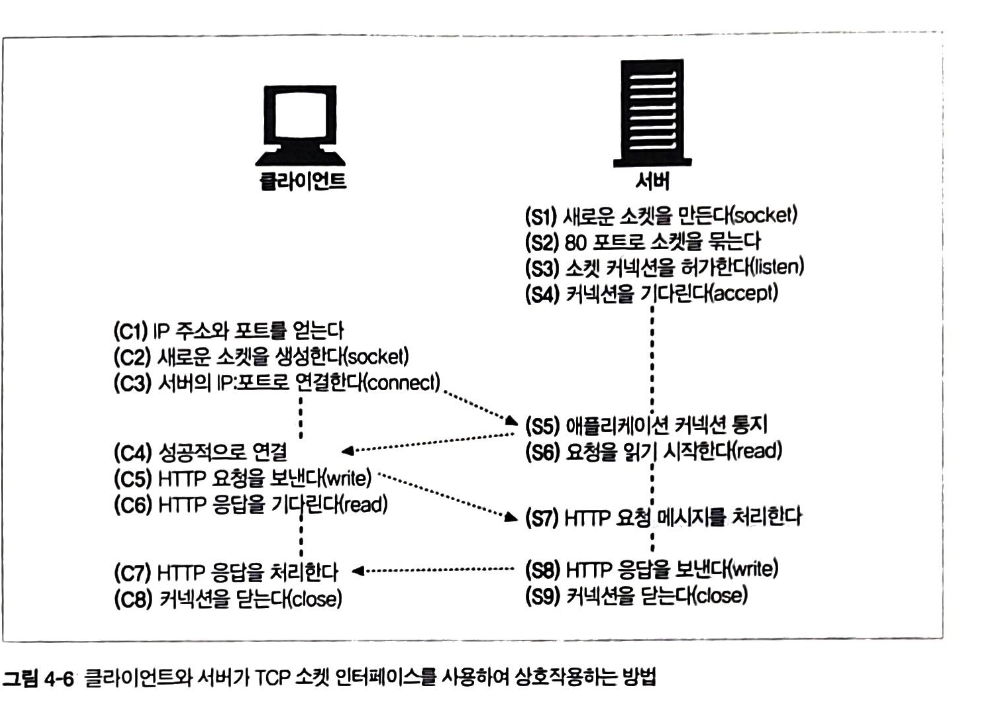 클라이언트
서버
(S1) 새로운 소켓을 만든다(socket)
(S2) 80 포트로 소켓을 묶는다
(S3) 소켓 커넥션을 허가한다(listen)
(S4) 커넥션을 기다린다(accept)
(C1) IP 주소와 포트를 얻는다
(C2) 새로운 소켓을 생성한다(socket)
(C3) 서버의 IP:포트로 연결한다(connect)
(S5) 애플리케이션 커넥션 통지
(S6) 요청을 읽기 시작한다(read)
(C4) 성공적으로 연결
(C5) HTTP 요청을 보낸다(write)
(C6) HTTP 응답을 기다린다(read)
(S7) HTTP 요청 메시지를 처리한다
(S8) HTTP 응답을 보낸다(write)
(S9) 커넥션을 닫는다(close)
(C7) HTTP 응답을 처리한다
(C8) 커넥션을 닫는다(close)
그림 4-6 클라이언트와 서버가 TCP 소켓 인터페이스를 사용하여 상호작용하는 방법